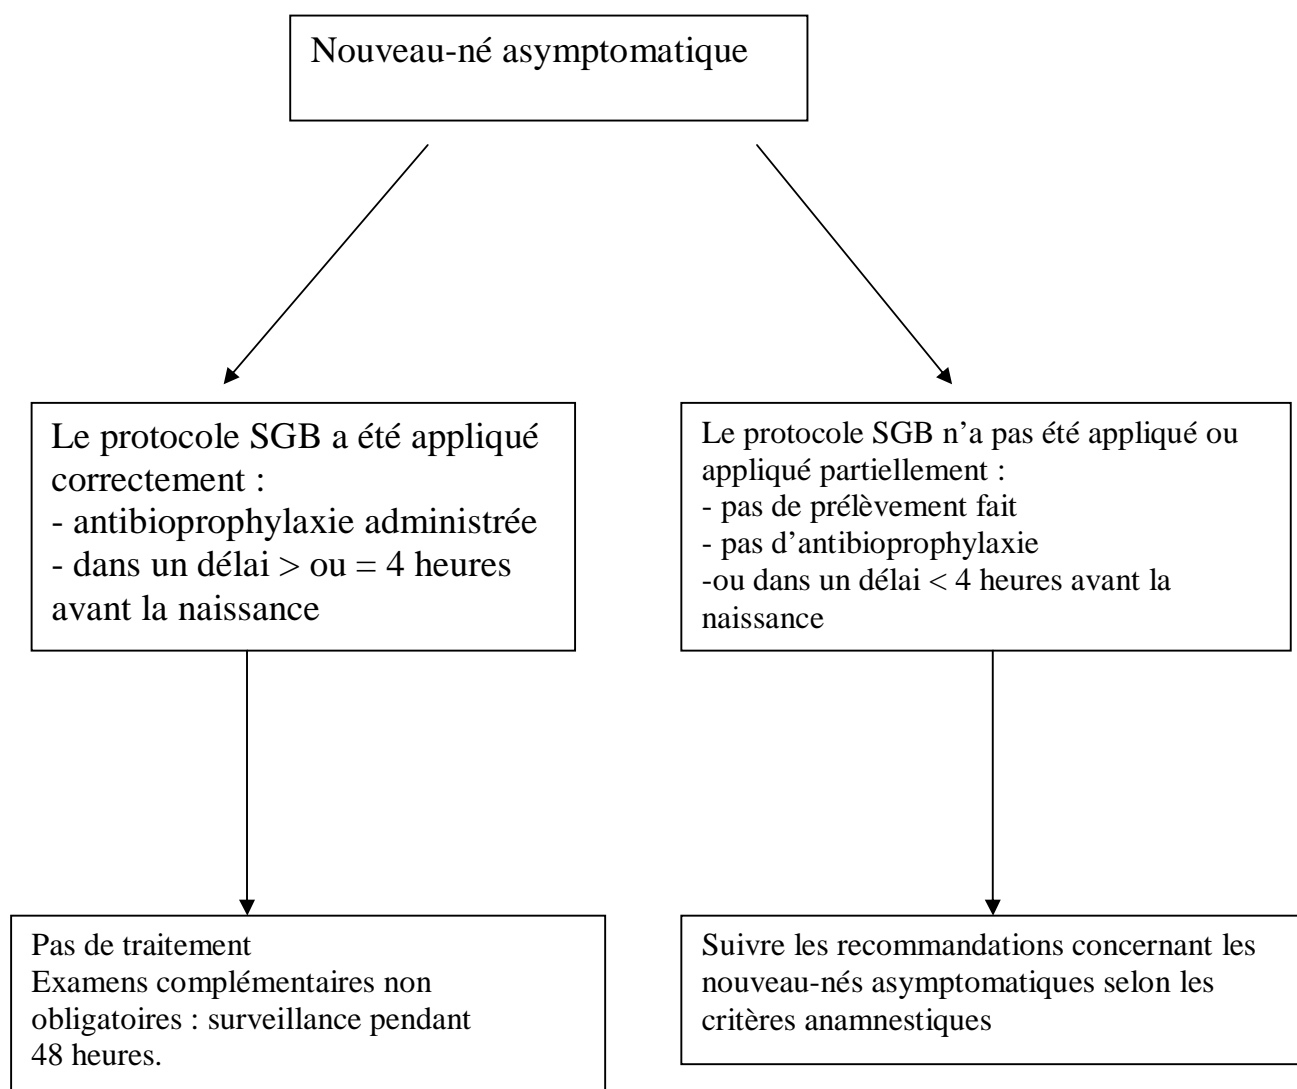 Nouveau-né asymptomatique
Le protocole SGB a été appliqué
correctement :
- antibioprophylaxie administrée
- dans un délai > ou = 4 heures
avant la naissance
Le protocole SGB n’a pas été appliqué ou
appliqué partiellement :
- pas de prélèvement fait
- pas d’antibioprophylaxie
-ou dans un délai < 4 heures avant la
naissance
Pas de traitement
Examens complémentaires non
obligatoires : surveillance pendant
48 heures.
Suivre les recommandations concernant les
nouveau-nés asymptomatiques selon les
critères anamnestiques